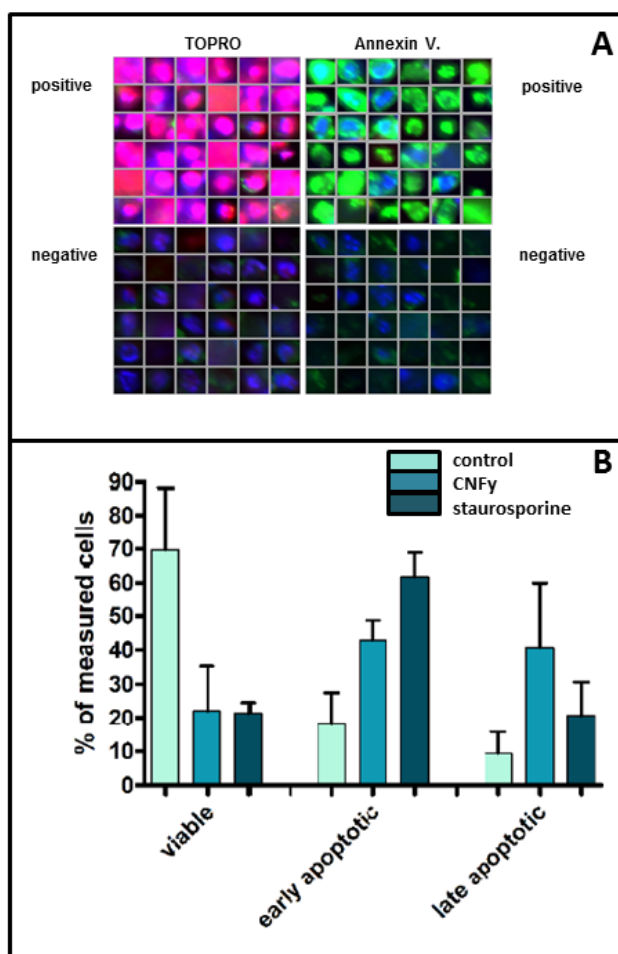 TOPRO Annexin V. A
positive positive
negative negative
B
control
CNFy
staurosporine
% of measured cells
90
80
70
60
50
40
30
20
10
0
viable
early apoptotic
late apoptotic